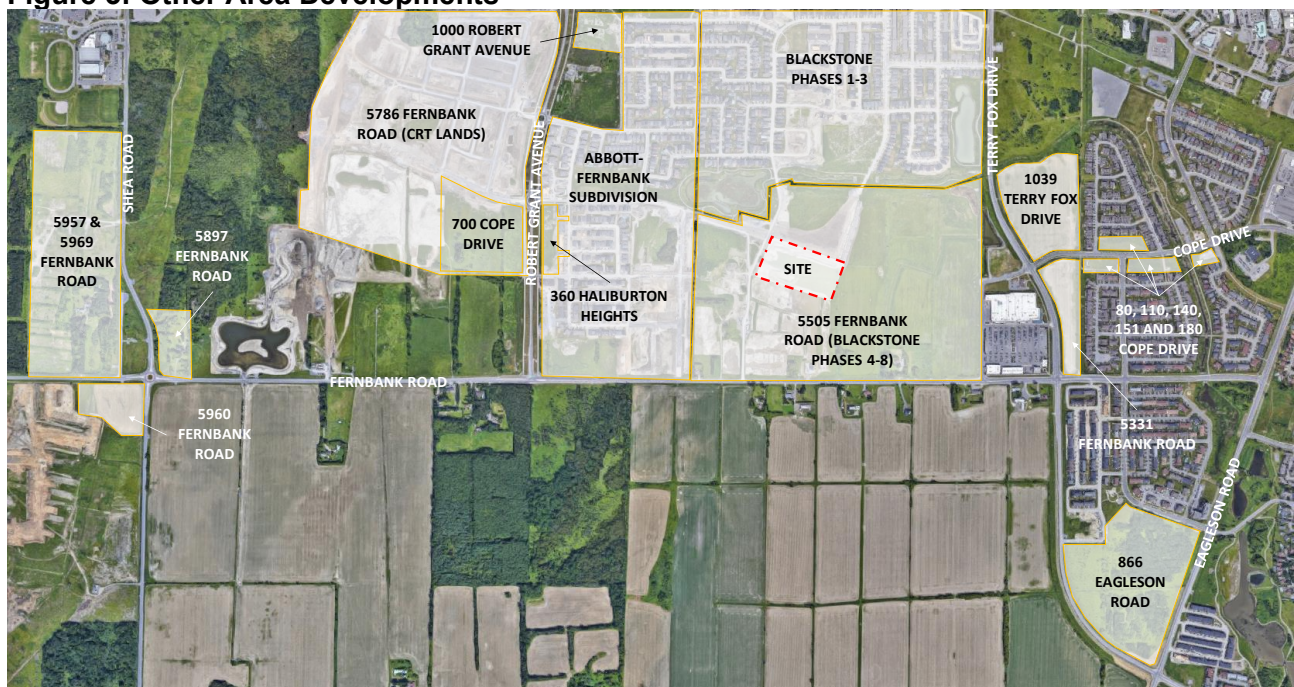 Figure 6: Other Area Developments
1000 ROBERT
GRANT AVENUE
BLACKSTONE
PHASES 1-3
5786 FERNBANK
ROAD (CRT LANDS)
TERRY FOX DRIVE
SHEA ROAD
ROBERT GRANT AVENUE
ABBOTT-
FERNBANK
SUBDIVISION
1039
TERRY FOX
DRIVE
5957 &
5969
FERNBANK
ROAD
5897
FERNBANK
ROAD
700 COPE
DRIVE
COPE DRIVE
SITE
360 HALIBURTON
HEIGHTS
5505 FERNBANK
ROAD (BLACKSTONE
PHASES 4-8)
80, 110, 140,
151 AND 180
COPE DRIVE
FERNBANK ROAD
5960
FERNBANK
ROAD
5331
FERNBANK ROAD
EAGLESON ROAD
866
EAGLESON
ROAD